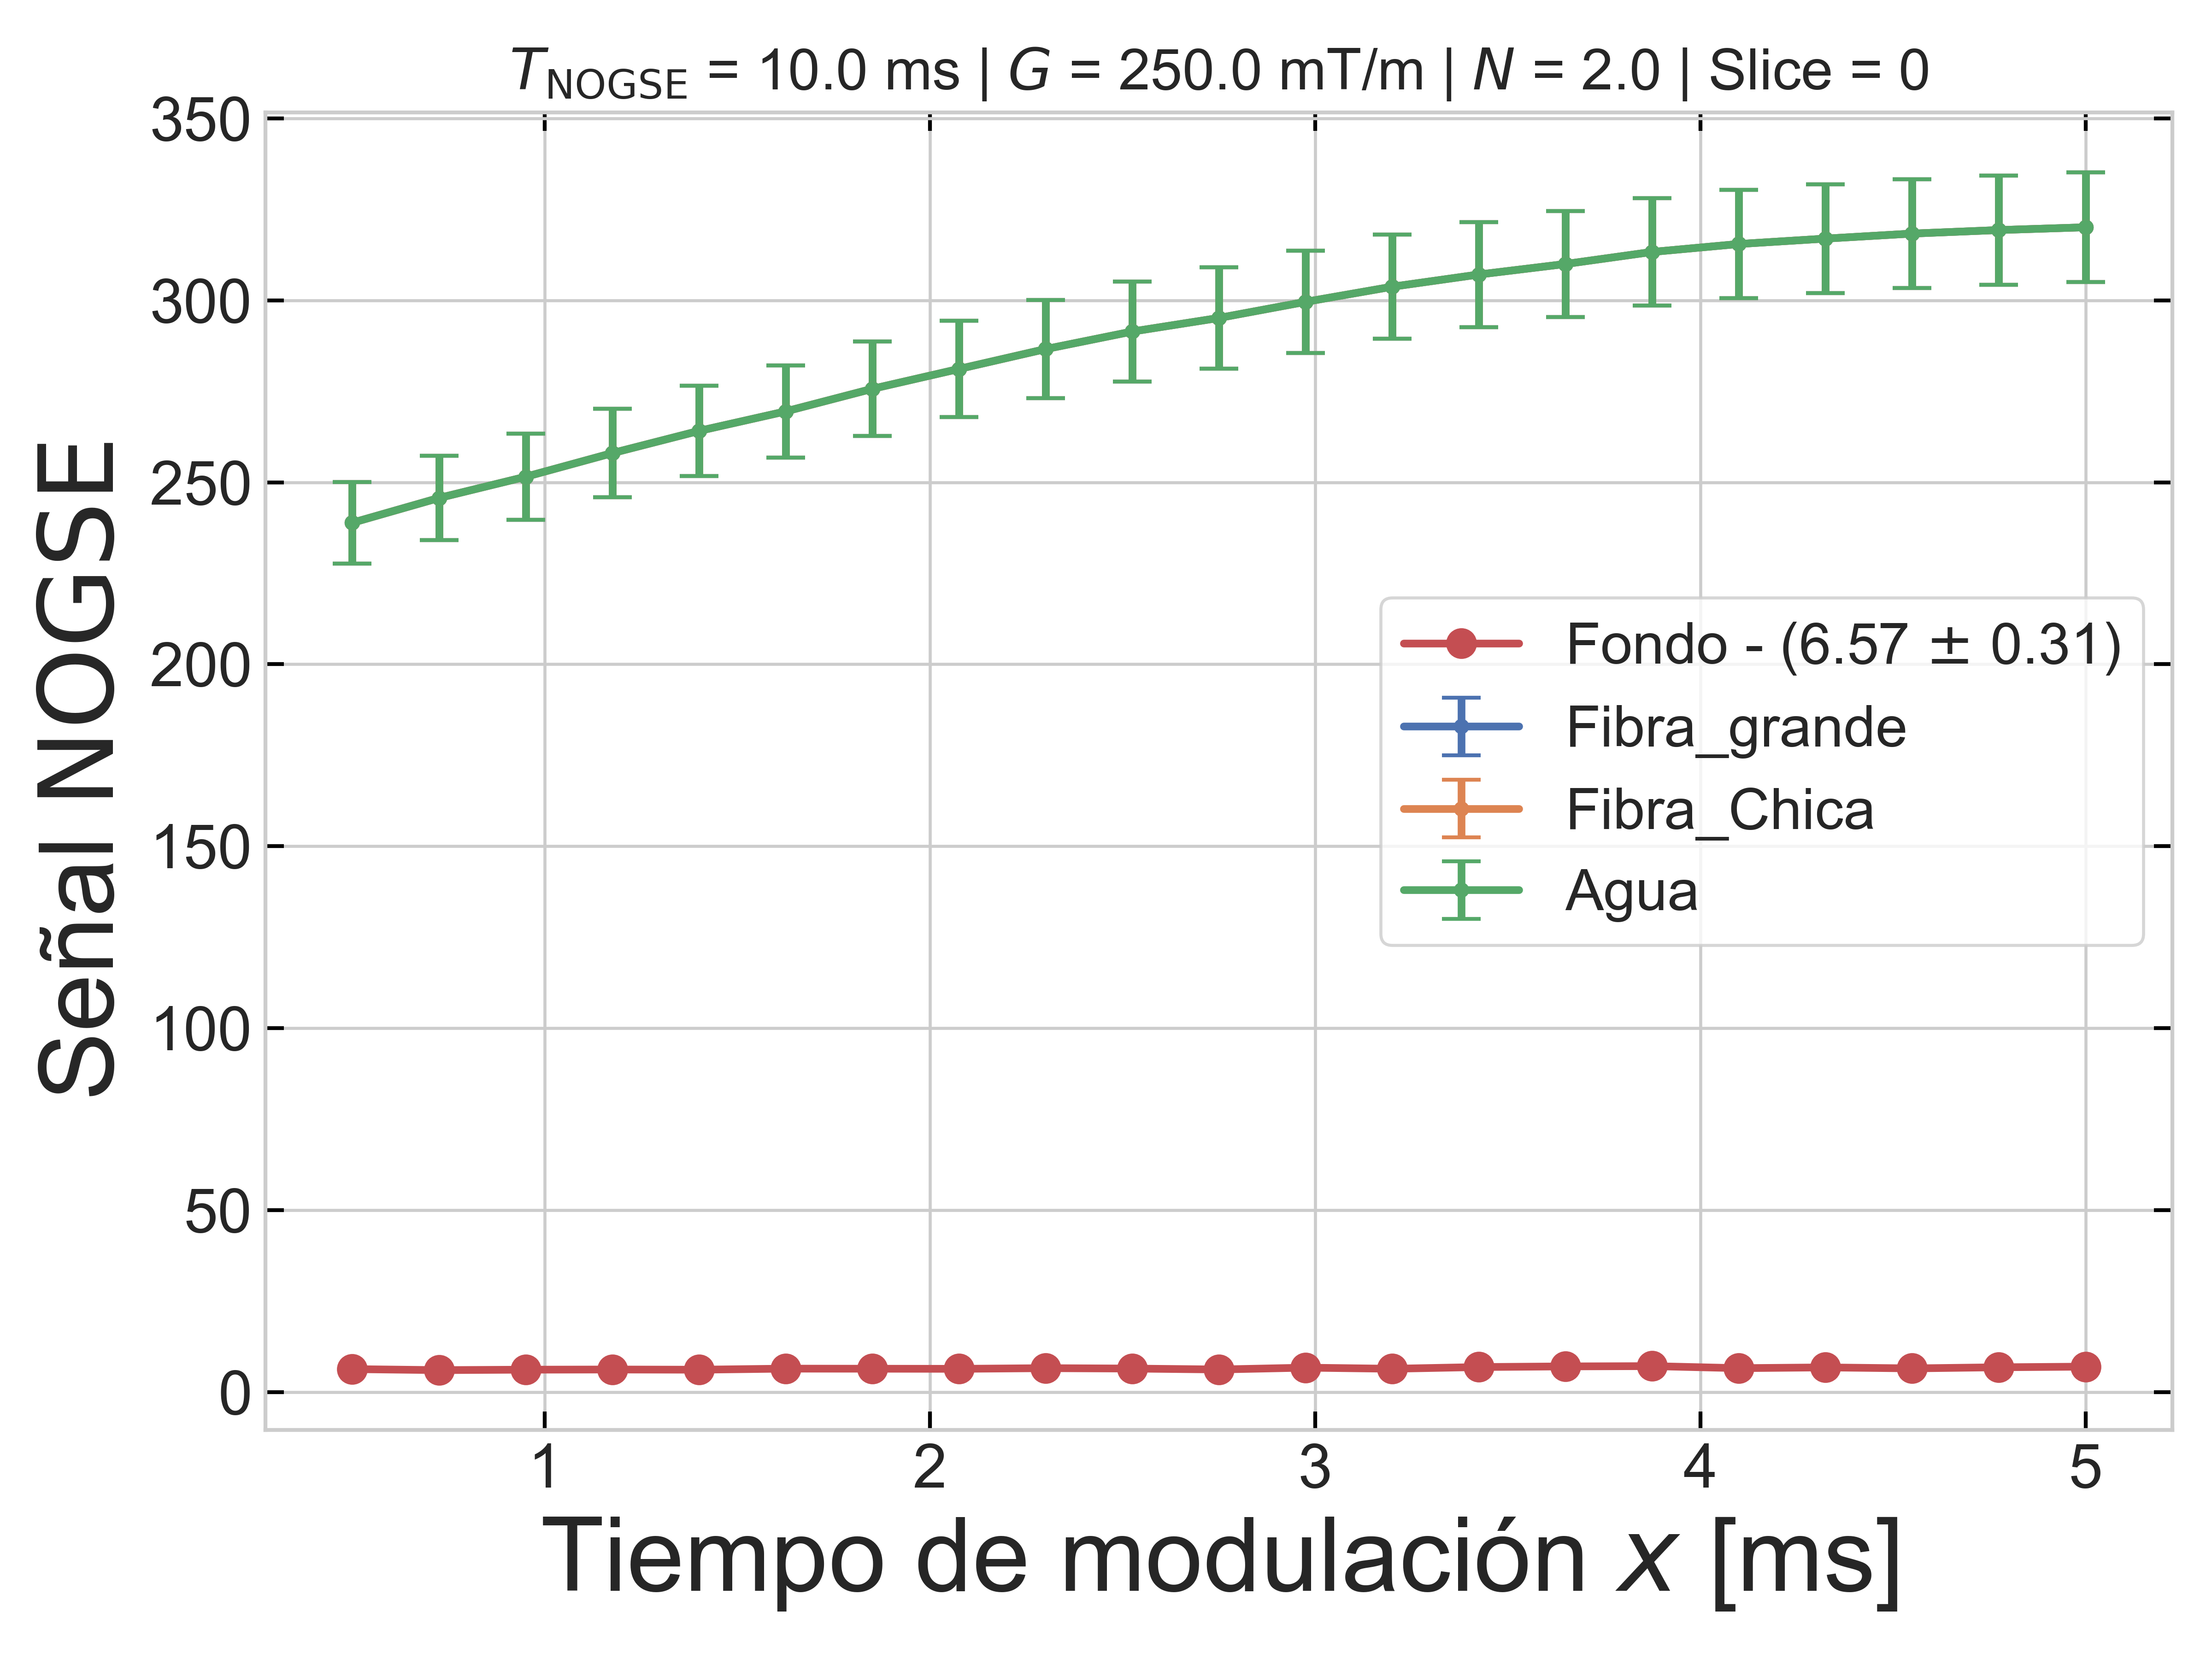 T_NOGSE = 10.0 ms | G = 250.0 mT/m | N = 2.0 | Slice = 0
350
300
250
200
150
100
50
0
Señal NOGSE
Fondo - (6.57 ± 0.31)
Fibra_grande
Fibra_Chica
Agua
1 2 3 4 5
Tiempo de modulación x [ms]